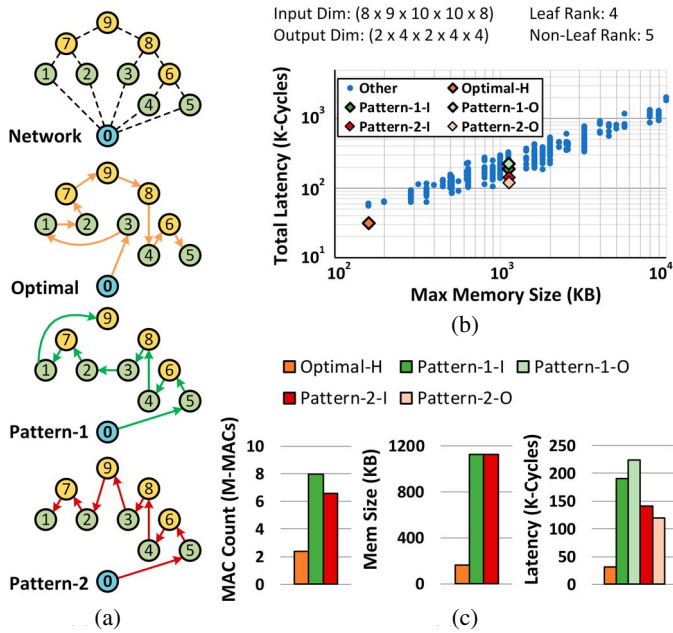 9
7
8
1
2
3
6
4
5
Network
0
9
7
8
1
2
3
6
4
5
Optimal
0
9
7
8
1
2
3
6
4
5
Pattern-1
0
9
7
8
1
2
3
6
4
5
Pattern-2
0
(a)
Input Dim: (8 x 9 x 10 x 10 x 8)
Leaf Rank: 4
Output Dim: (2 x 4 x 2 x 4 x 4)
Non-Leaf Rank: 5
Total Latency (K-Cycles)
10³
10²
10¹
Other
Optimal-H
Pattern-1-I
Pattern-1-O
Pattern-2-I
Pattern-2-O
10² 10³ 10⁴
Max Memory Size (KB)
(b)
Optimal-H
Pattern-1-I
Pattern-1-O
Pattern-2-I
Pattern-2-O
MAC Count (M-MACs)
10
8
6
4
2
0
Mem Size (KB)
1200
800
400
0
Latency (K-Cycles)
250
200
150
100
50
0
(c)